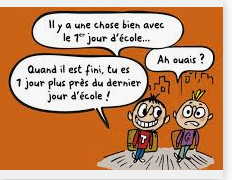 Il y a une chose bien avec
le 1er jour d'école...
Ah ouais ?
Quand il est fini, tu es
1 jour plus près du dernier
jour d'école !
T
G